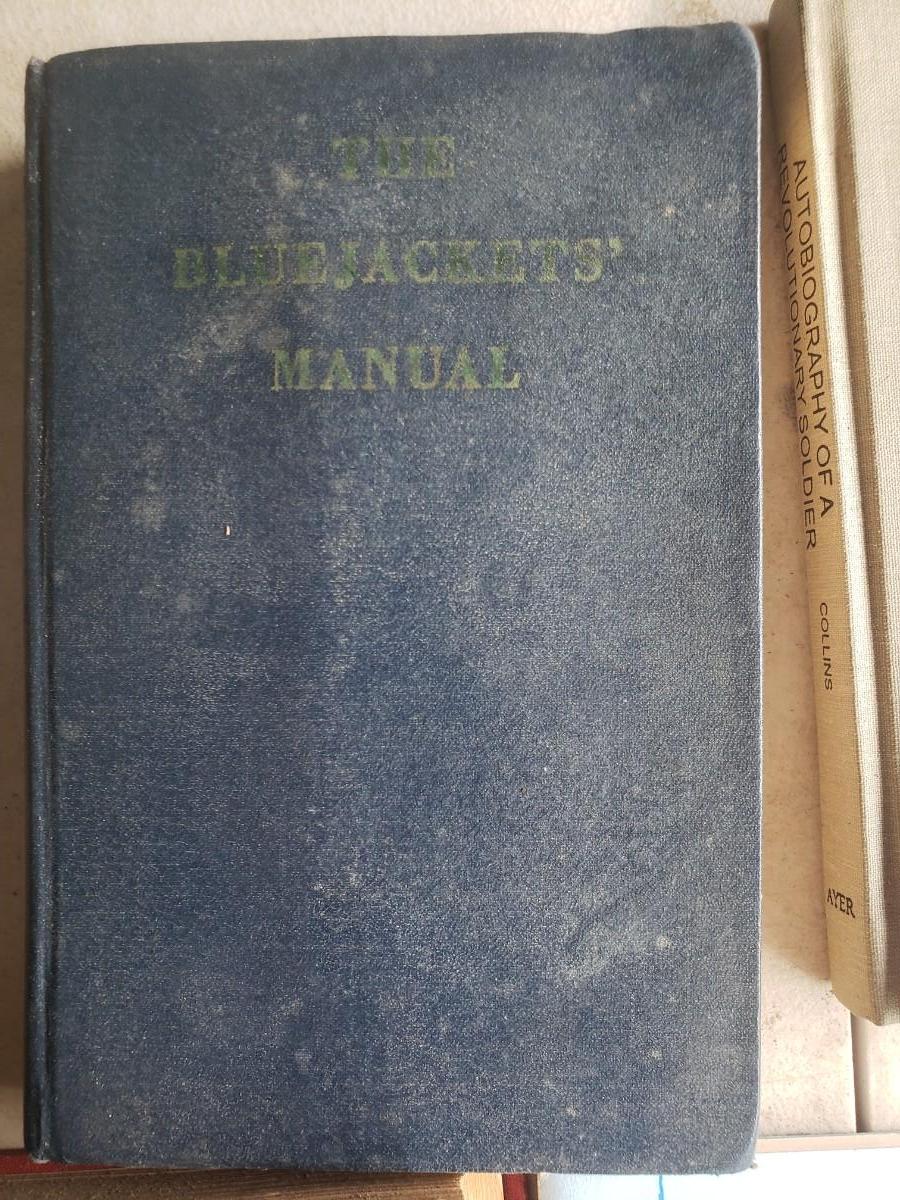 THE
BLUEJACKETS'
MANUAL
AUTOBIOGRAPHY OF A
REVOLUTIONARY SOLDIER
COLLINS
AYER